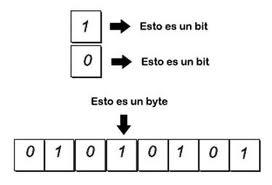 1 Esto es un bit
0 Esto es un bit
Esto es un byte
0 1 0 1 0 1 0 1